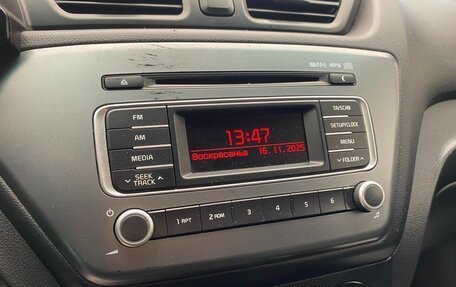 MP3
FM
AM
MEDIA
SEEK
TRACK
13:47
Воскресенье 16.11.2025
TA/SCAN
SETUP/CLOCK
MENU
FOLDER
1 RPT
2 RDM
3
4
5
6